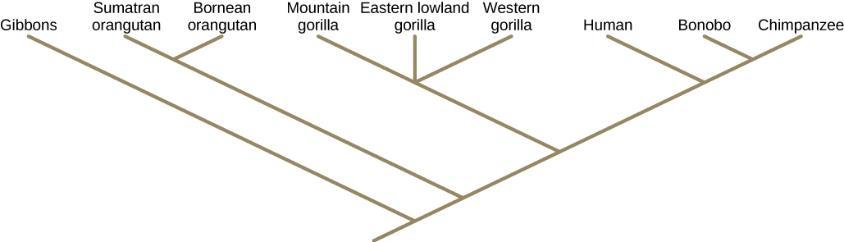 Gibbons
Sumatran
orangutan
Bornean
orangutan
Mountain
gorilla
Eastern lowland
gorilla
Western
gorilla
Human
Bonobo
Chimpanzee